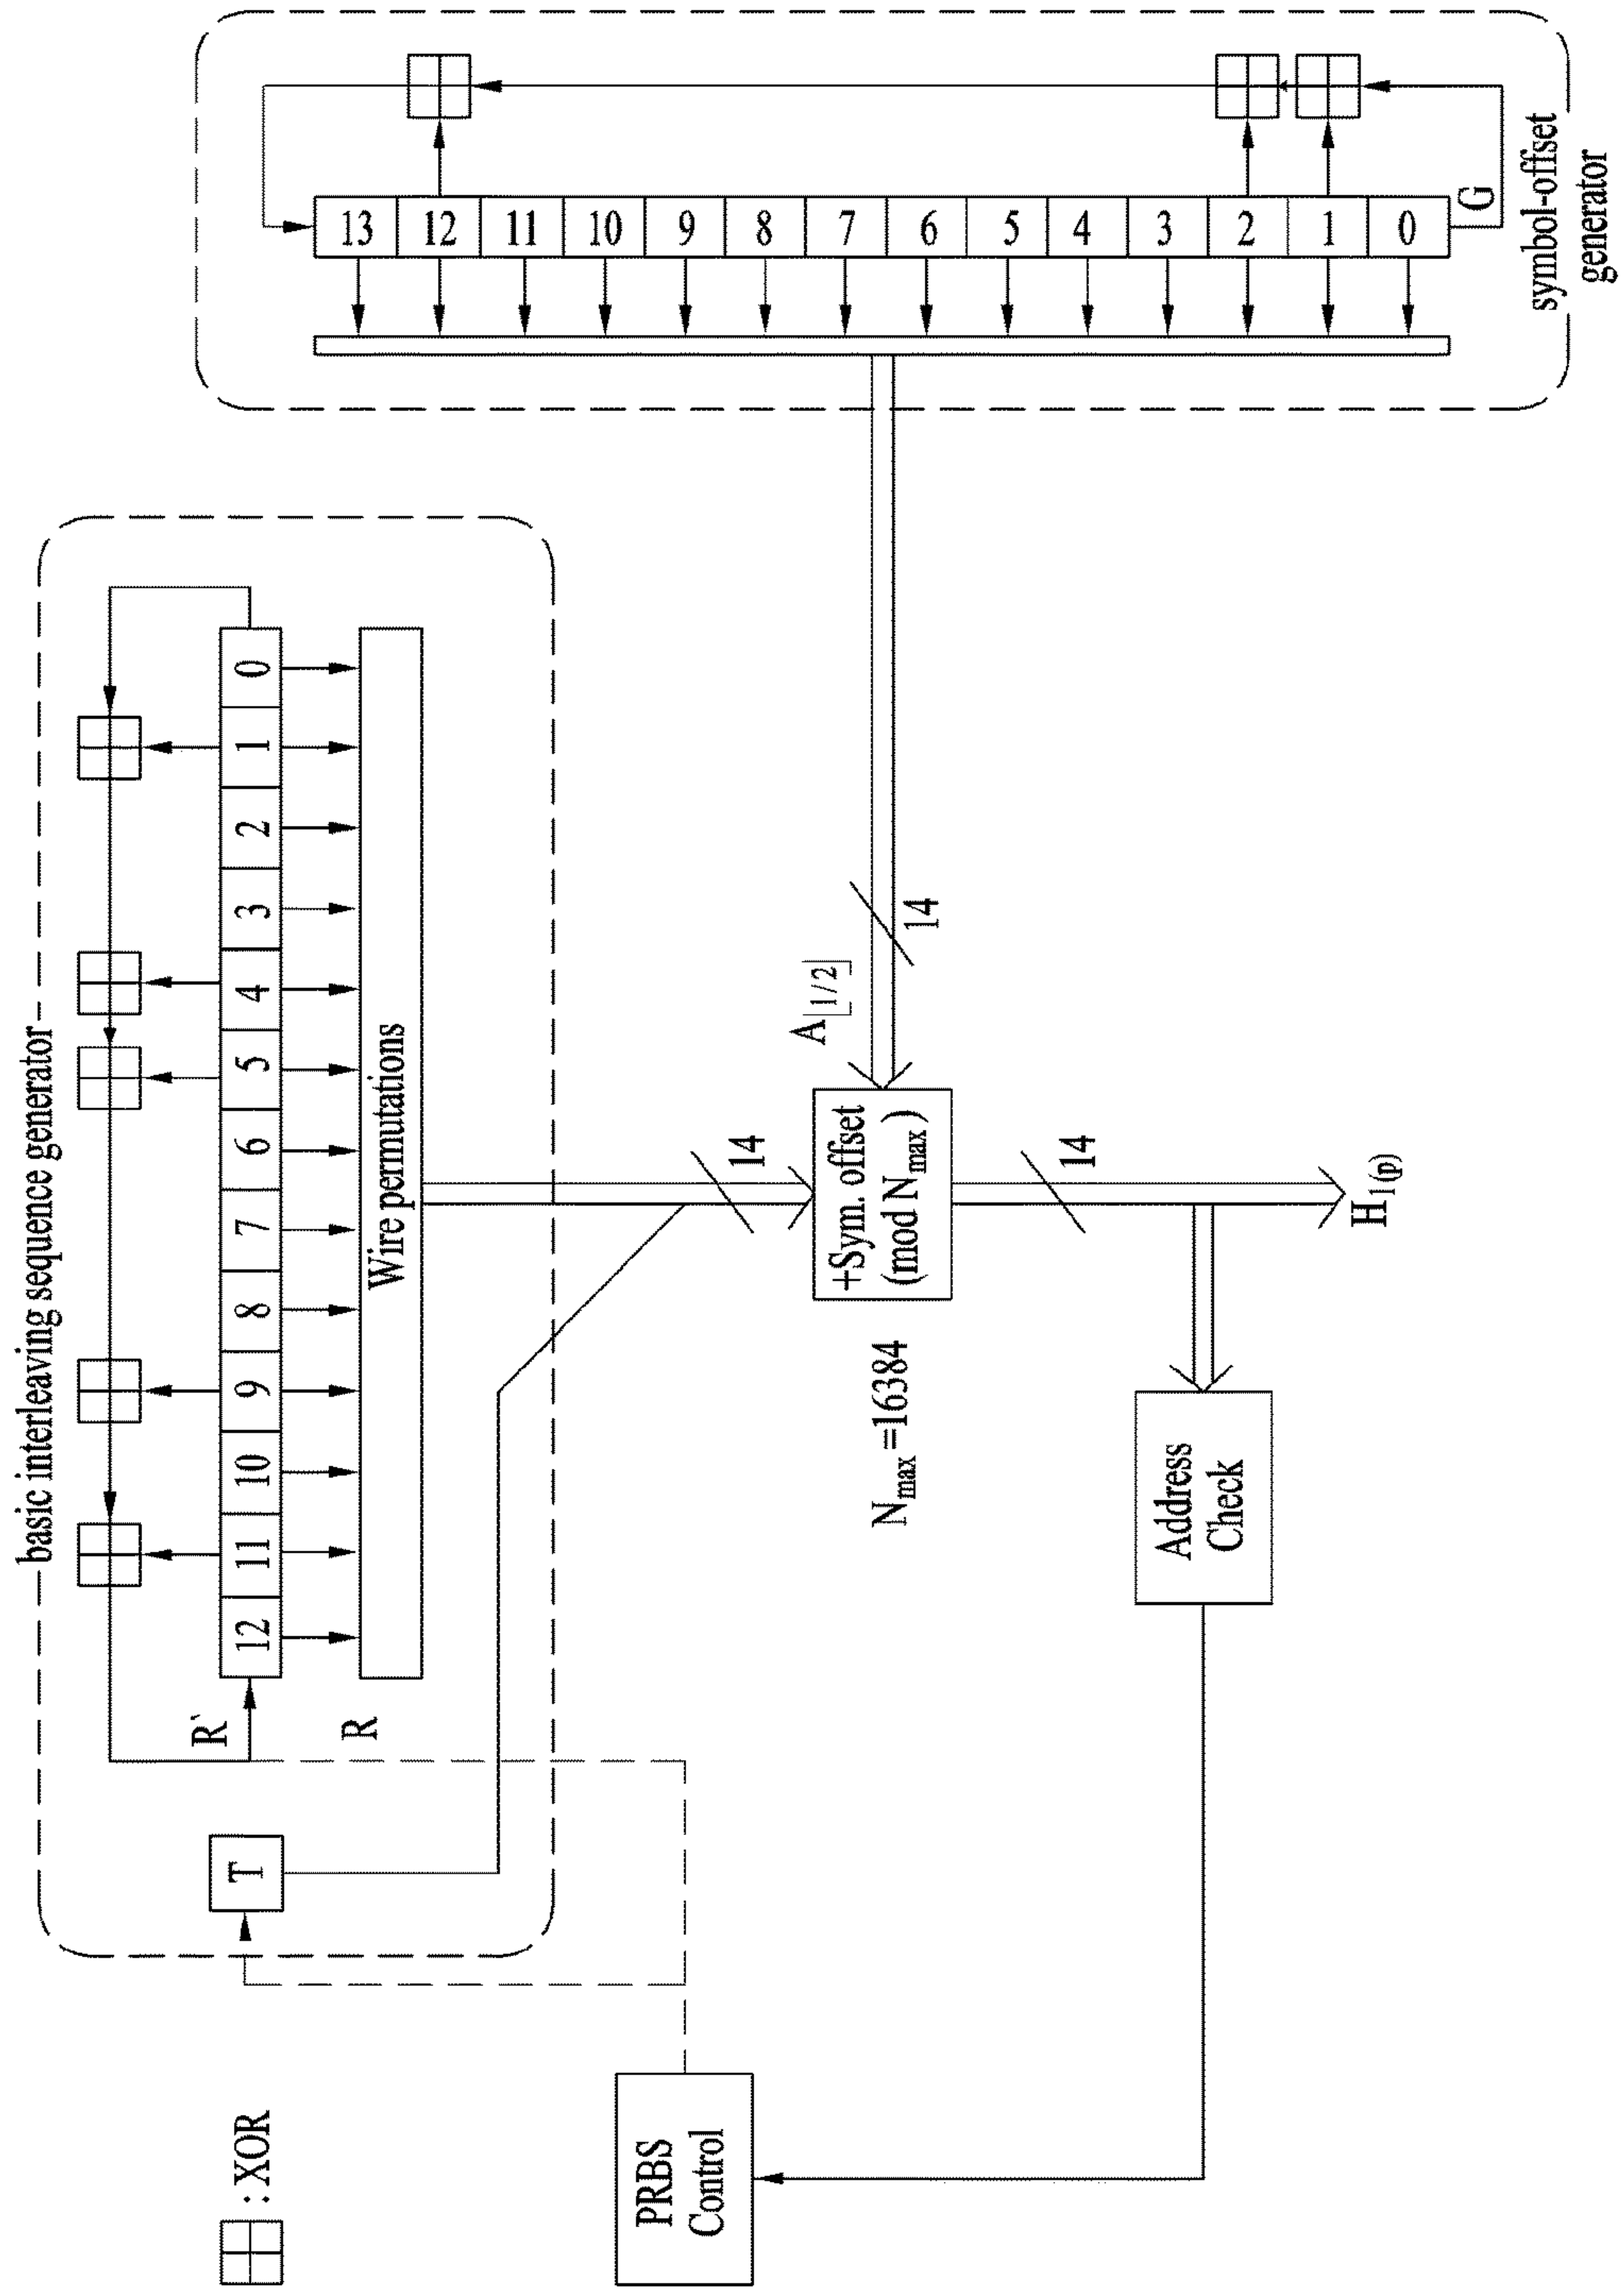 ⊞ : XOR
basic interleaving sequence generator
T
R`
12 11 10 9 8 7 6 5 4 3 2 1 0
R
Wire permutations
14
PRBS
Control
N_max=16384
+Sym. offset
(mod N_max)
A⌊1/2⌋
14
14
H1(p)
Address
Check
13 12 11 10 9 8 7 6 5 4 3 2 1 0
G
symbol-offset
generator